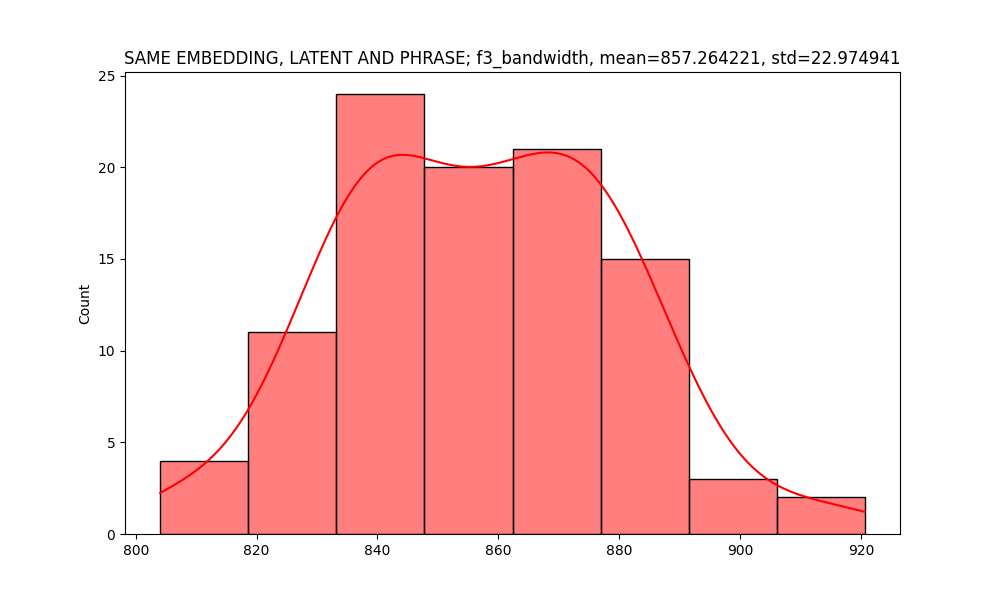 SAME EMBEDDING, LATENT AND PHRASE; f3_bandwidth, mean=857.264221, std=22.974941
25
20
15
10
5
0
Count
800 820 840 860 880 900 920